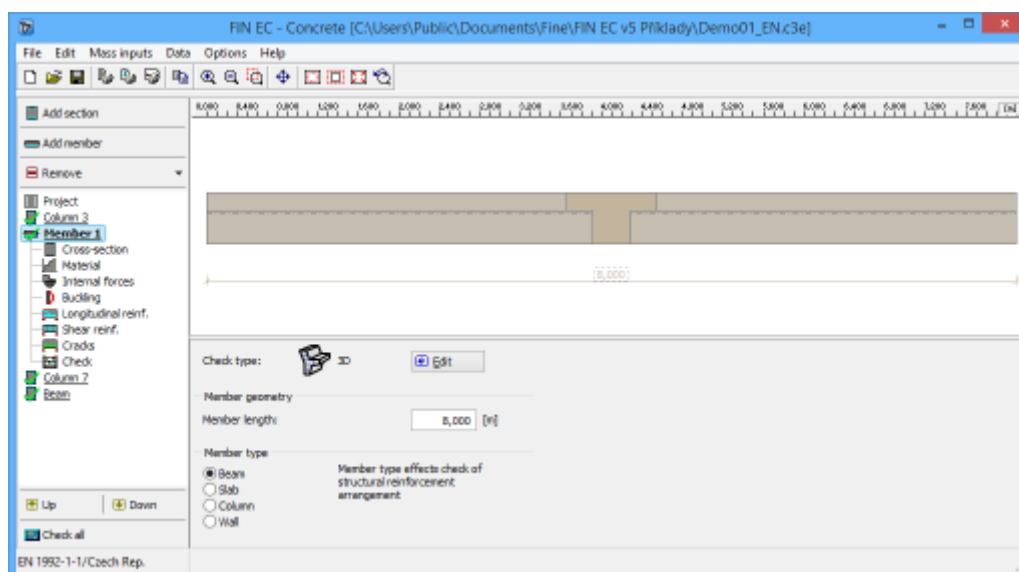 FIN EC - Concrete [C:\Users\Public\Documents\Fine\FIN EC v5 Příklady\Demo01_EN.c3e]
File Edit Mass inputs Data Options Help
Add section
Add member
Remove
Project
Column 3
Member 1
Cross-section
Material
Internal forces
Buckling
Longitudinal reinf.
Shear reinf.
Cracks
Check
Column 7
Beam
Up Down
Check all
EN 1992-1-1/Czech Rep.
[8,000]
Check type: 3D Edit
Member geometry
Member length: 8,000 [m]
Member type
Beam
Slab
Column
Wall
Member type effects check of
structural reinforcement
arrangement